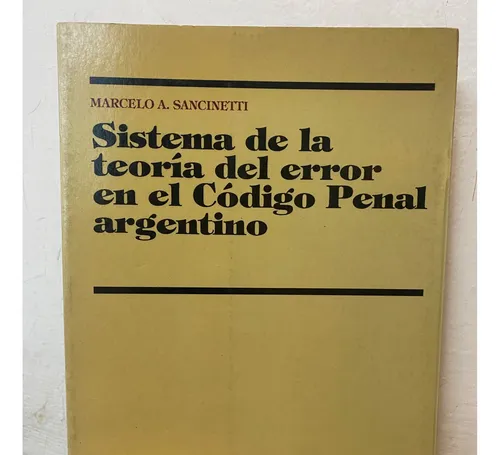 MARCELO A. SANCINETTI
Sistema de la
teoría del error
en el Código Penal
argentino